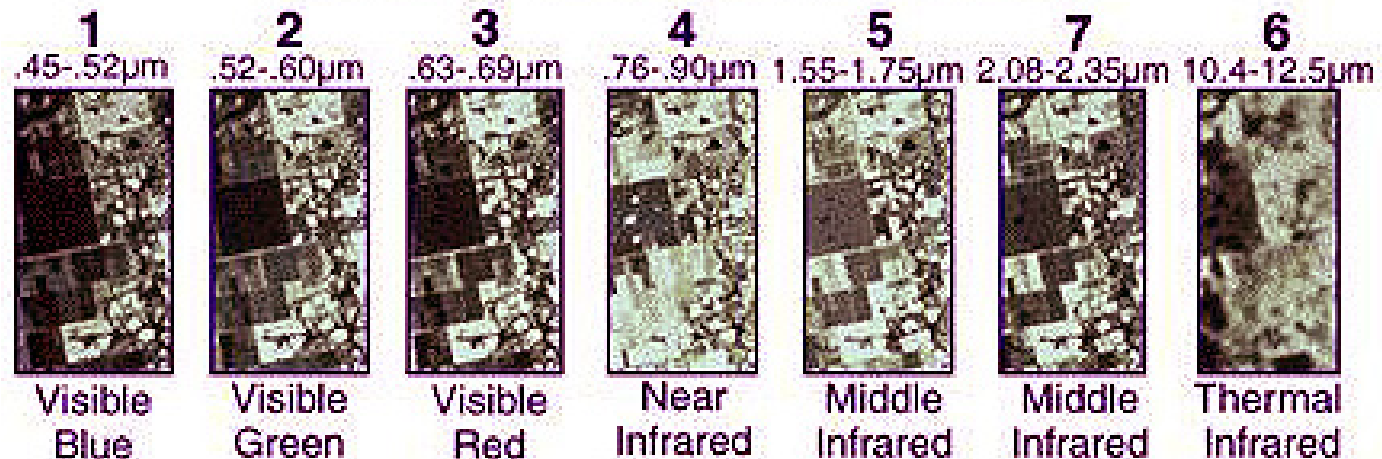 1 2 3 4 5 7 6
.45-.52µm .52-.60µm .63-.69µm .76-.90µm 1.55-1.75µm 2.08-2.35µm 10.4-12.5µm
Visible Visible Visible Near Middle Middle Thermal
Blue Green Red Infrared Infrared Infrared Infrared